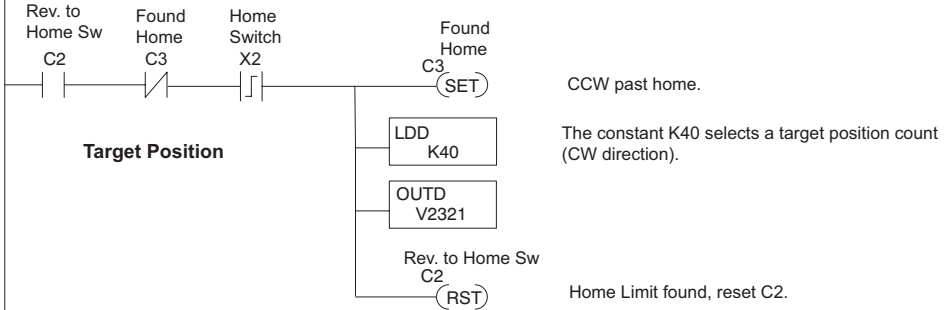 Rev. to
Home Sw
C2
Found
Home
C3
Home
Switch
X2
Found
Home
C3
SET
CCW past home.
Target Position
LDD
K40
The constant K40 selects a target position count
(CW direction).
OUTD
V2321
Rev. to Home Sw
C2
RST
Home Limit found, reset C2.